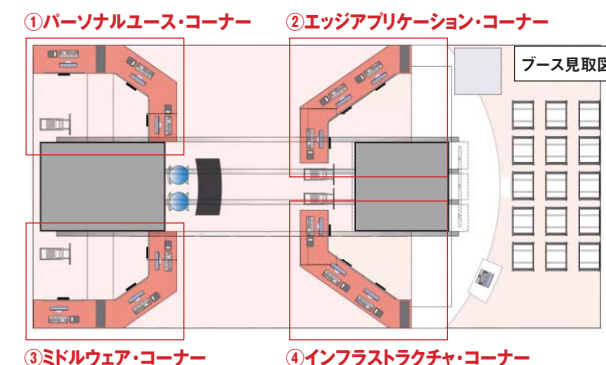 ①パーソナルユース・コーナー
②エッジアプリケーション・コーナー
ブース見取図
③ミドルウェア・コーナー
④インフラストラクチャ・コーナー